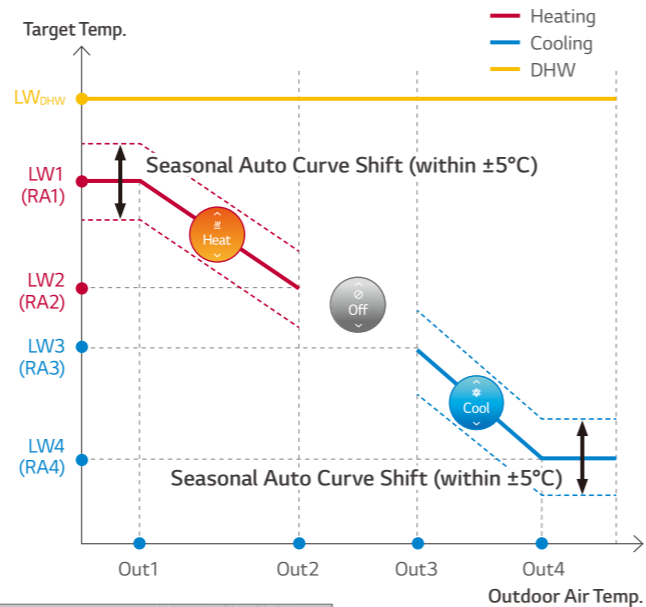 Target Temp.
Heating
Cooling
DHW
LWDHW
Seasonal Auto Curve Shift (within ±5°C)
LW1
(RA1)
Heat
LW2
(RA2)
Off
LW3
(RA3)
Cool
LW4
(RA4)
Seasonal Auto Curve Shift (within ±5°C)
Out1
Out2
Out3
Out4
Outdoor Air Temp.